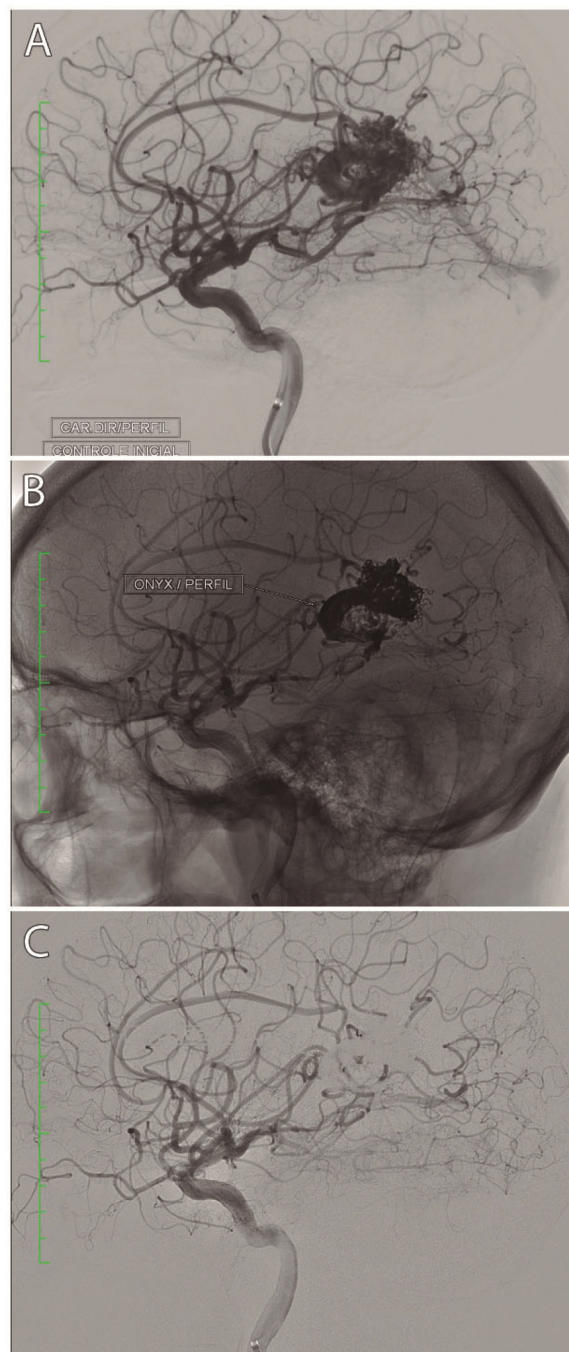 A
CAR.DIR/PERFIL
CONTROLE INICIAL
B
ONYX / PERFIL
C